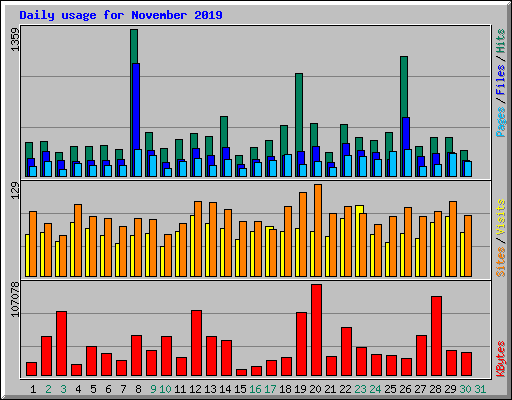 Daily usage for November 2019
1359
Pages / Files / Hits
129
Sites / Visits
107078
KBytes
1 2 3 4 5 6 7 8 9 10 11 12 13 14 15 16 17 18 19 20 21 22 23 24 25 26 27 28 29 30 31